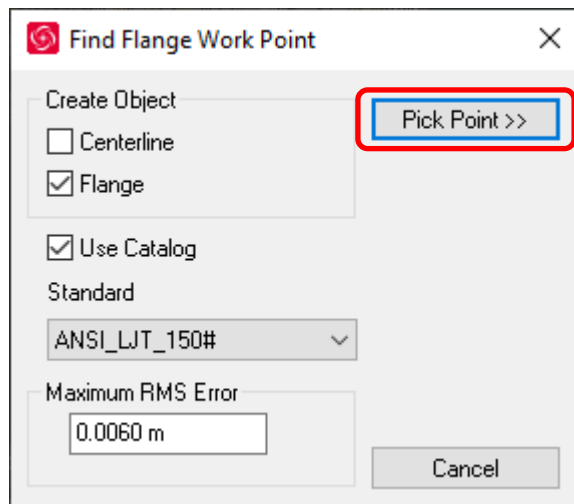 Find Flange Work Point
Create Object
Centerline
Flange
Pick Point >>
Use Catalog
Standard
ANSI_LJT_150#
Maximum RMS Error
0.0060 m
Cancel